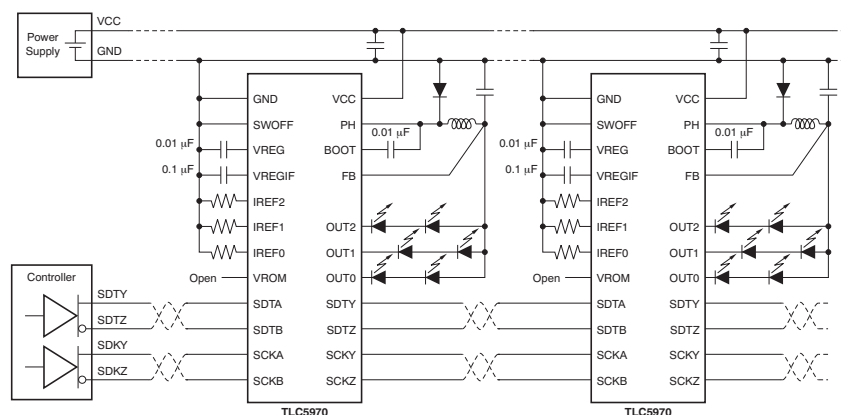 VCC
Power
Supply
GND
GND
VCC
SWOFF
PH
0.01 μF
VREG
BOOT
0.01 μF
0.1 μF
VREGIF
FB
IREF2
IREF1
OUT2
IREF0
OUT1
Open
VROM
OUT0
SDTA
SDTY
SDTB
SDTZ
SCKA
SCKY
SCKB
SCKZ
TLC5970
GND
VCC
SWOFF
PH
0.01 μF
VREG
BOOT
0.01 μF
0.1 μF
VREGIF
FB
IREF2
IREF1
OUT2
IREF0
OUT1
Open
VROM
OUT0
SDTA
SDTY
SDTB
SDTZ
SCKA
SCKY
SCKB
SCKZ
TLC5970
Controller
SDTY
SDTZ
SDKY
SDKZ